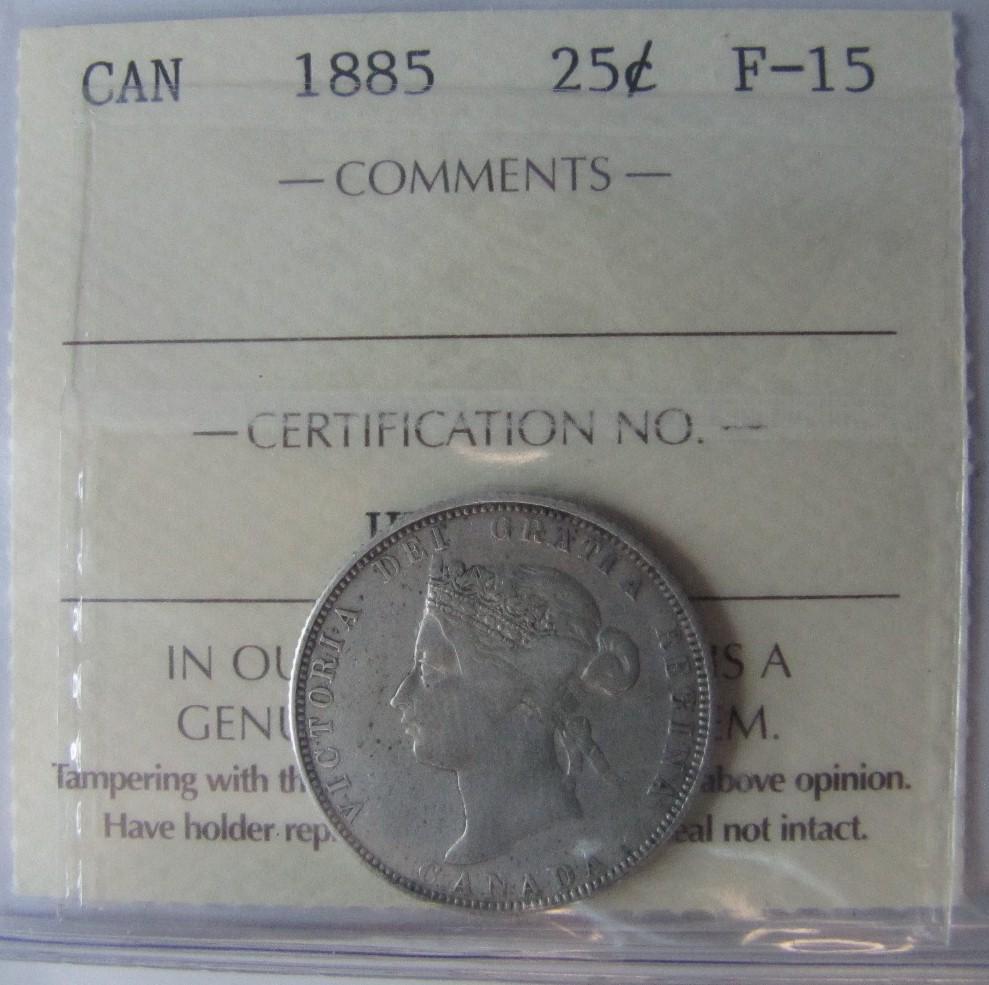 CAN 1885 25¢ F-15
— COMMENTS —
— CERTIFICATION NO. —
IN OU S A
GENU EM.
Tampering with th above opinion.
Have holder rep. eal not intact.
VICTORIA DEI GRATIA REGINA
CANADA